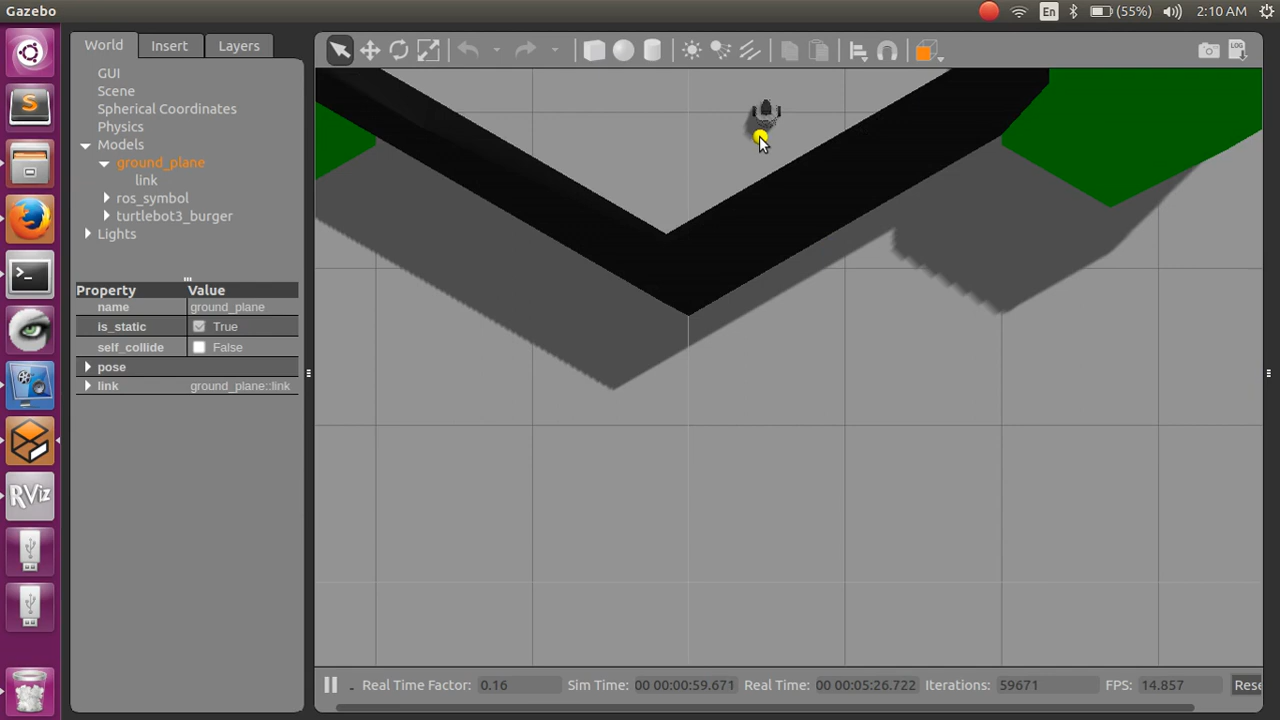 Gazebo
En
(55%)
2:10 AM
World
Insert
Layers
GUI
Scene
Spherical Coordinates
Physics
Models
ground_plane
link
ros_symbol
turtlebot3_burger
Lights
Property Value
name ground_plane
is_static True
self_collide False
pose
link ground_plane::link
LOG
RViz
Real Time Factor: 0.16 Sim Time: 00 00:00:59.671 Real Time: 00 00:05:26.722 Iterations: 59671 FPS: 14.857 Rese